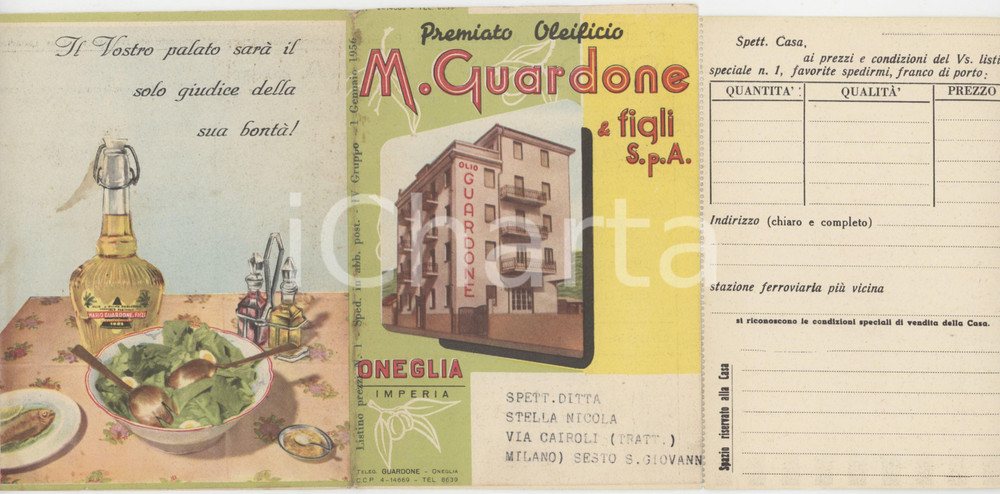 Il Vostro palato sarà il
solo giudice della
sua bontà!
MARIO GUARDONE & FIGLI
Listino prezzi N. 1 - Sped. in abb. post. - IV Gruppo - 1 Gennaio 1956
Premiato Oleificio
M. Guardone
& figli
S.p.A.
OLIO
GUARDONE
ONEGLIA
IMPERIA
TELEG. GUARDONE - ONEGLIA
C.C.P. 4-14669 - TEL. 8539
SPETT.DITTA
STELLA NICOLA
VIA CAIROLI (TRATT.)
MILANO) SESTO S.GIOVANN
Spett. Casa,
ai prezzi e condizioni del Vs. listi
speciale n. 1, favorite spedirmi, franco di porto:
QUANTITA' QUALITÀ' PREZZO
Indirizzo (chiaro e completo)
stazione ferroviaria più vicina
si riconoscono le condizioni speciali di vendita della Casa.
Spazio riservato alla Casa
iCharta